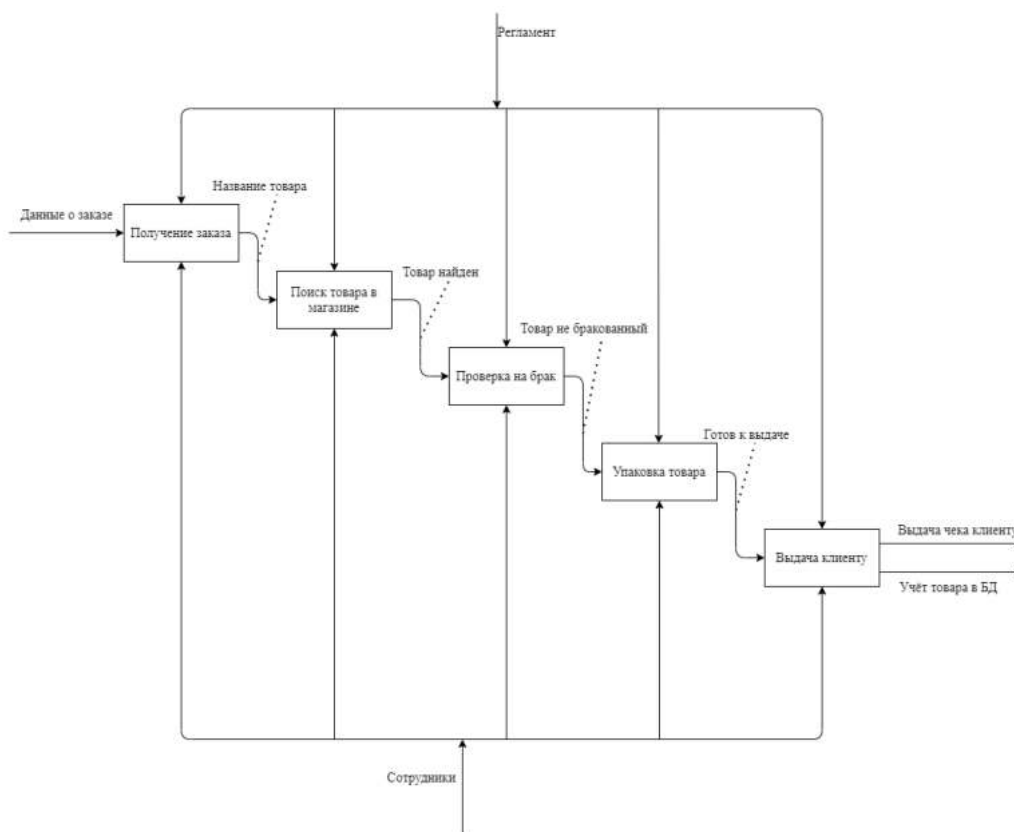 Регламент
Название товара
Данные о заказе
Получение заказа
Товар найден
Поиск товара в
магазине
Товар не бракованный
Проверка на брак
Готов к выдаче
Упаковка товара
Выдача чека клиенту
Выдача клиенту
Учёт товара в БД
Сотрудники